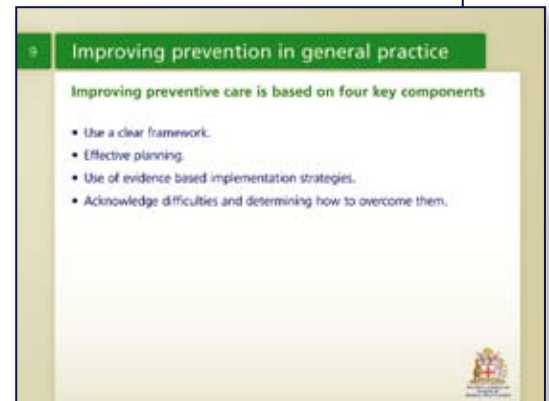 9
Improving prevention in general practice
Improving preventive care is based on four key components
• Use a clear framework.
• Effective planning.
• Use of evidence based implementation strategies.
• Acknowledge difficulties and determining how to overcome them.